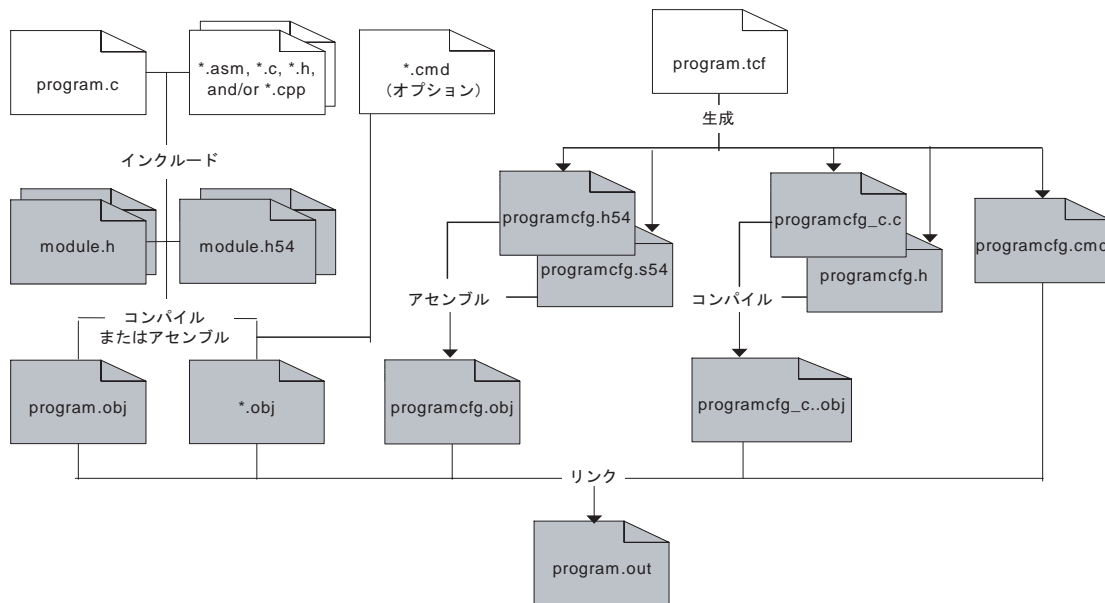 program.c
*.asm, *.c, *.h,
and/or *.cpp
*.cmd
(オプション)
program.tcf
生成
インクルード
module.h
module.h54
programcfg.h54
programcfg.s54
programcfg_c.c
programcfg.h
programcfg.cmd
アセンブル
コンパイル
コンパイル
またはアセンブル
program.obj
*.obj
programcfg.obj
programcfg_c..obj
リンク
program.out